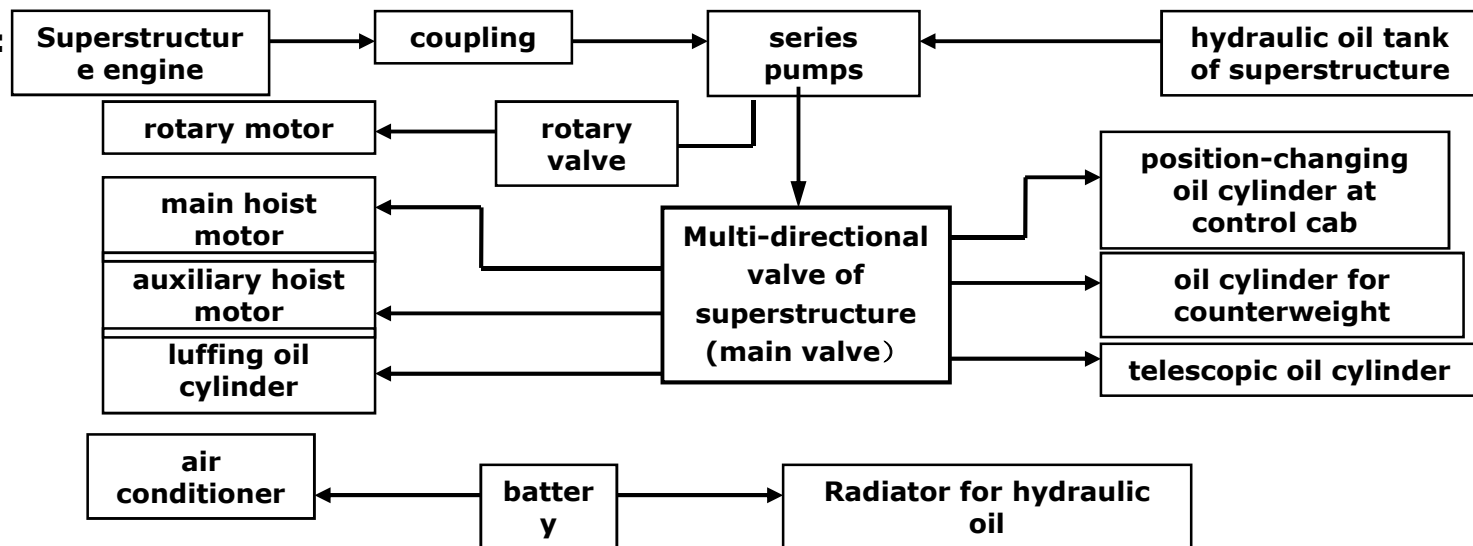 :
Superstructur
e engine
coupling
series
pumps
hydraulic oil tank
of superstructure
rotary motor
rotary
valve
position-changing
oil cylinder at
control cab
main hoist
motor
Multi-directional
valve of
superstructure
(main valve）
auxiliary hoist
motor
oil cylinder for
counterweight
luffing oil
cylinder
telescopic oil cylinder
air
conditioner
batter
y
Radiator for hydraulic
oil